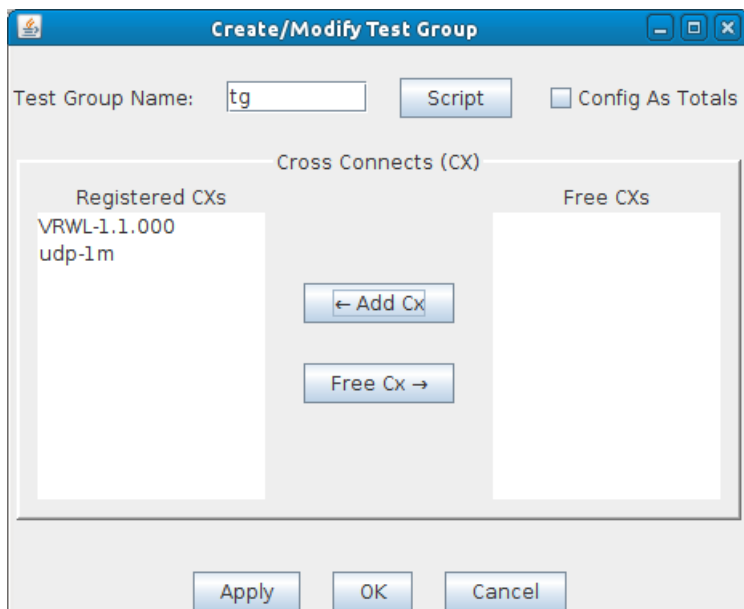 Create/Modify Test Group
Test Group Name: tg Script Config As Totals
Cross Connects (CX)
Registered CXs Free CXs
VRWL-1.1.000
udp-1m
← Add Cx
Free Cx →
Apply OK Cancel